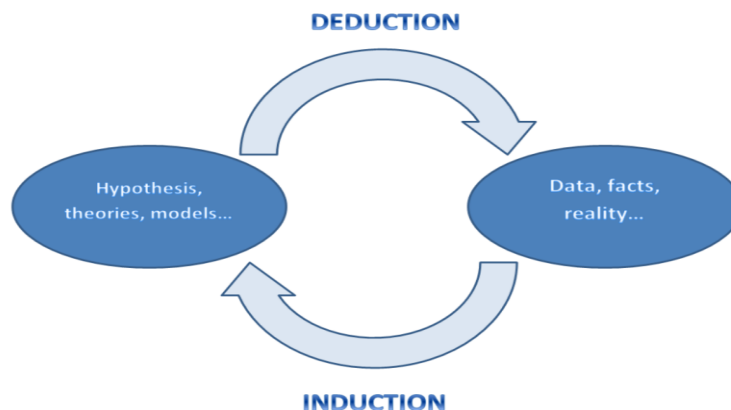 DEDUCTION
Hypothesis,
theories, models...
Data, facts,
reality...
INDUCTION